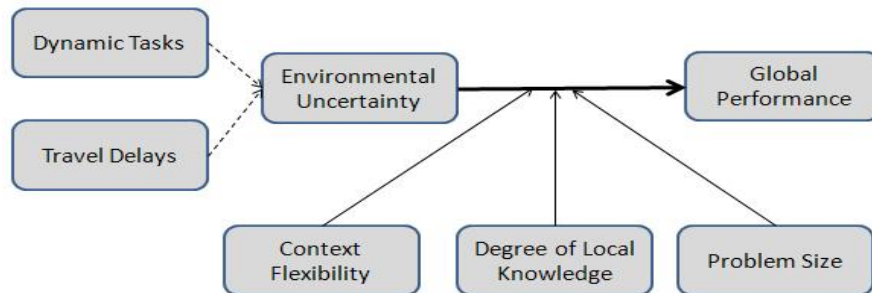 Dynamic Tasks
Environmental
Uncertainty
Global
Performance
Travel Delays
Context
Flexibility
Degree of Local
Knowledge
Problem Size